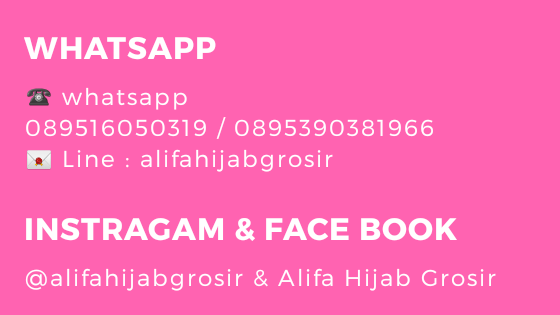 WHATSAPP
☎ whatsapp
089516050319 / 0895390381966
💌 Line : alifahijabgrosir
INSTRAGAM & FACE BOOK
@alifahijabgrosir & Alifa Hijab Grosir